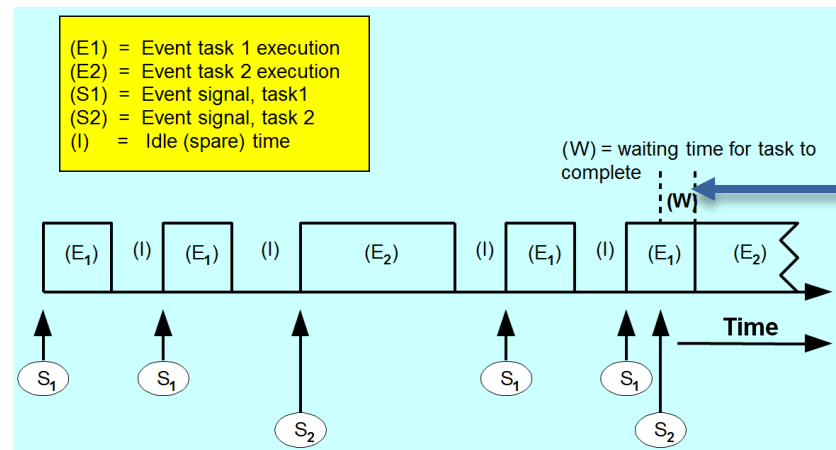 (E1) = Event task 1 execution
(E2) = Event task 2 execution
(S1) = Event signal, task1
(S2) = Event signal, task 2
(I) = Idle (spare) time
(W) = waiting time for task to
complete
(W)
(E₁) (I) (E₁) (I) (E₂) (I) (E₁) (I) (E₁) (E₂)
Time
S₁ S₁ S₁ S₁
S₂ S₂